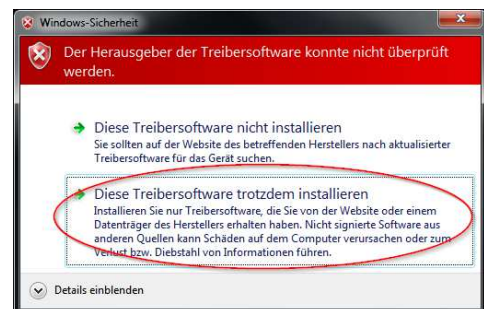 Windows-Sicherheit
Der Herausgeber der Treibersoftware konnte nicht überprüft
werden.
Diese Treibersoftware nicht installieren
Sie sollten auf der Website des betreffenden Herstellers nach aktualisierter
Treibersoftware für das Gerät suchen.
Diese Treibersoftware trotzdem installieren
Installieren Sie nur Treibersoftware, die Sie von der Website oder einem
Datenträger des Herstellers erhalten haben. Nicht signierte Software aus
anderen Quellen kann Schäden auf dem Computer verursachen oder zum
Verlust bzw. Diebstahl von Informationen führen.
Details einblenden